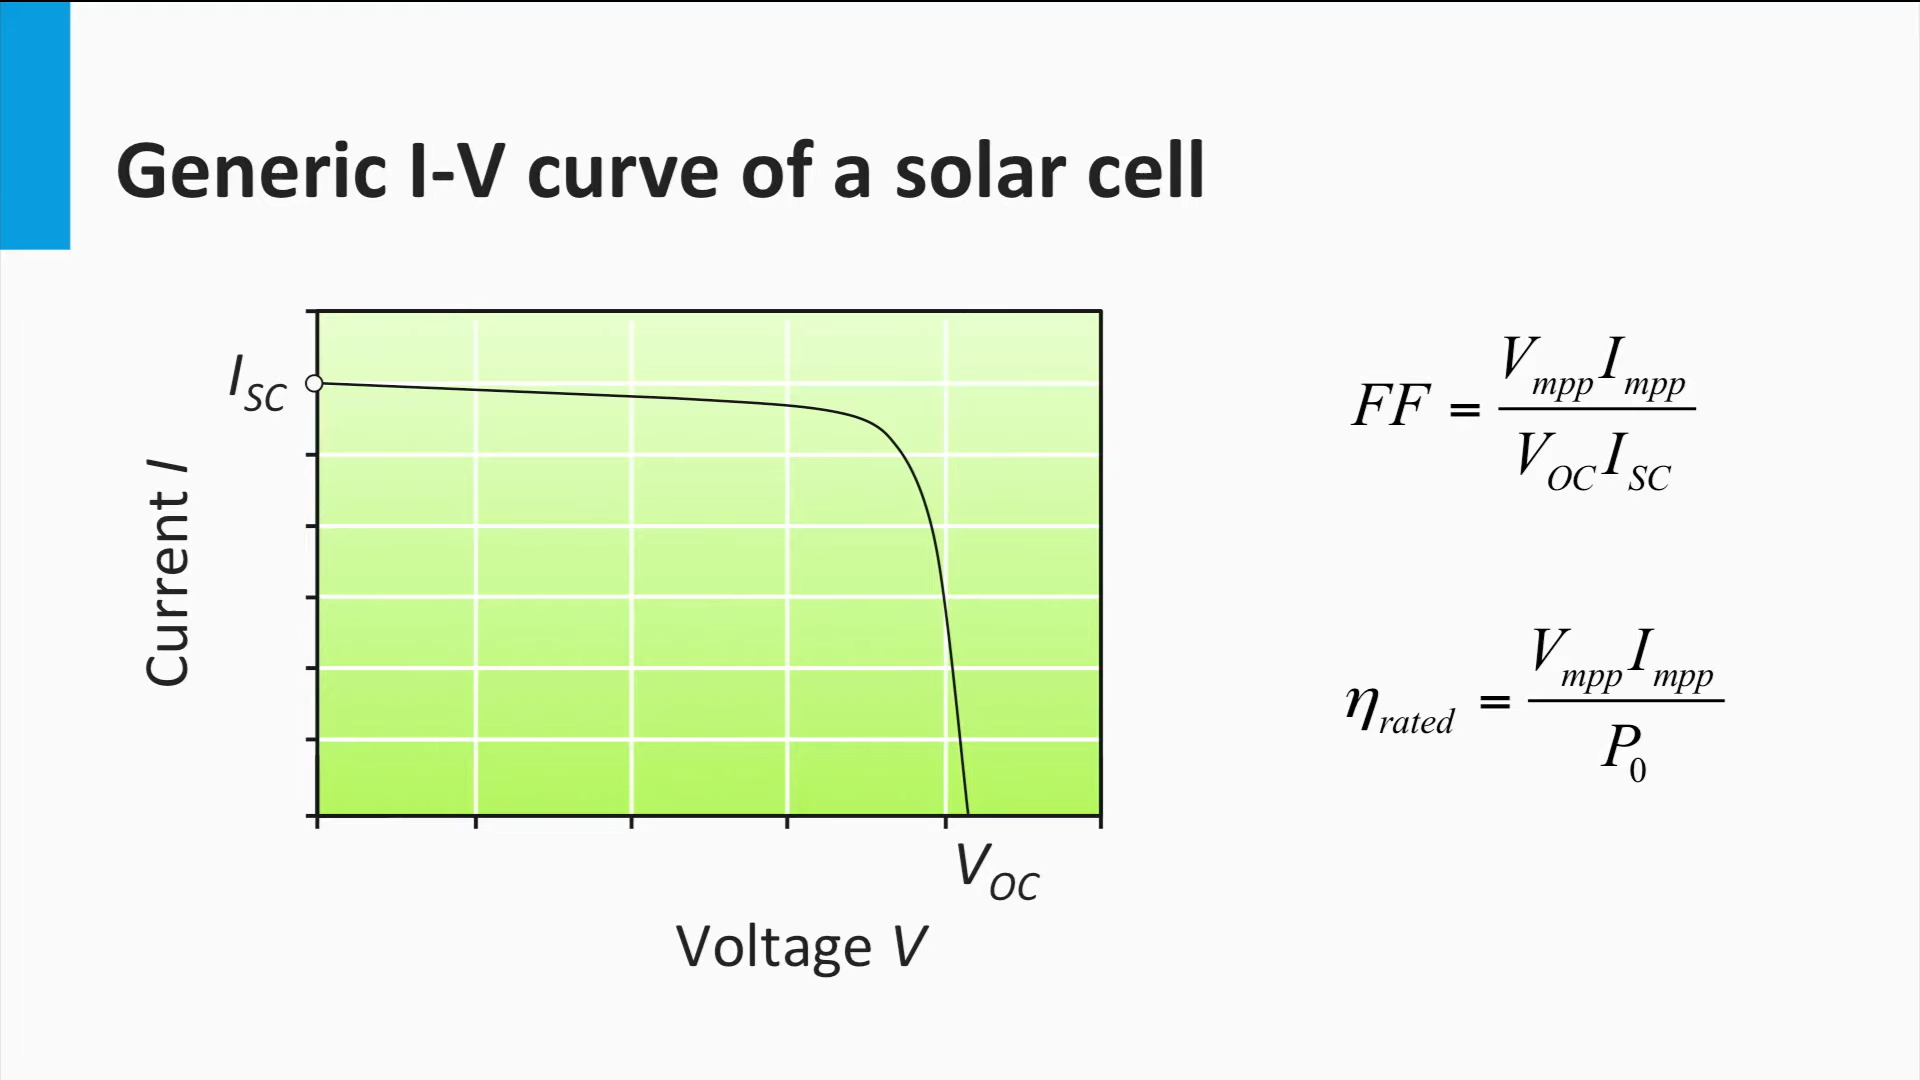 Generic I-V curve of a solar cell
I_SC
Current I
V_OC
Voltage V
FF = V_mpp I_mpp / V_OC I_SC
η_rated = V_mpp I_mpp / P_0